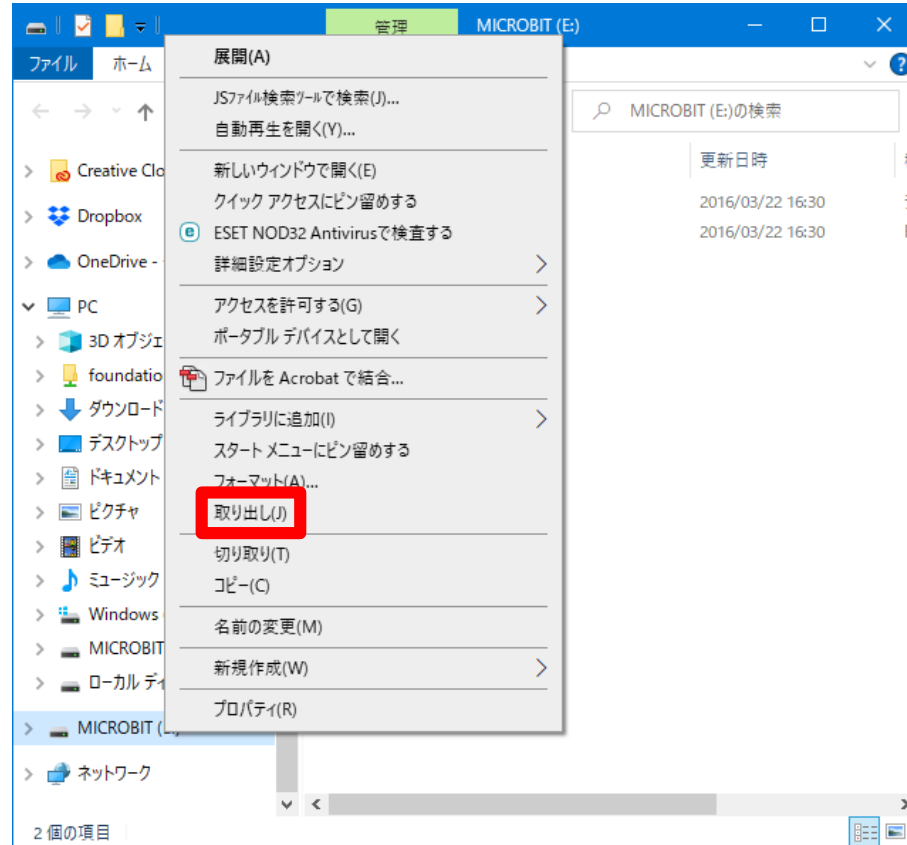 管理 MICROBIT (E:)
ファイル ホーム
MICROBIT (E:)の検索
更新日時
2016/03/22 16:30
2016/03/22 16:30
Creative Clo
Dropbox
OneDrive -
PC
3D オブジェ
foundatio
ダウンロード
デスクトップ
ドキュメント
ピクチャ
ビデオ
ミュージック
Windows
MICROBIT
ローカル ディ
MICROBIT (
ネットワーク
2 個の項目
展開(A)
JSファイル検索ツールで検索(J)...
自動再生を開く(Y)...
新しいウィンドウで開く(E)
クイック アクセスにピン留めする
ESET NOD32 Antivirusで検査する
詳細設定オプション
アクセスを許可する(G)
ポータブル デバイスとして開く
ファイルを Acrobat で結合...
ライブラリに追加(I)
スタート メニューにピン留めする
フォーマット(A)...
取り出し(J)
切り取り(T)
コピー(C)
名前の変更(M)
新規作成(W)
プロパティ(R)